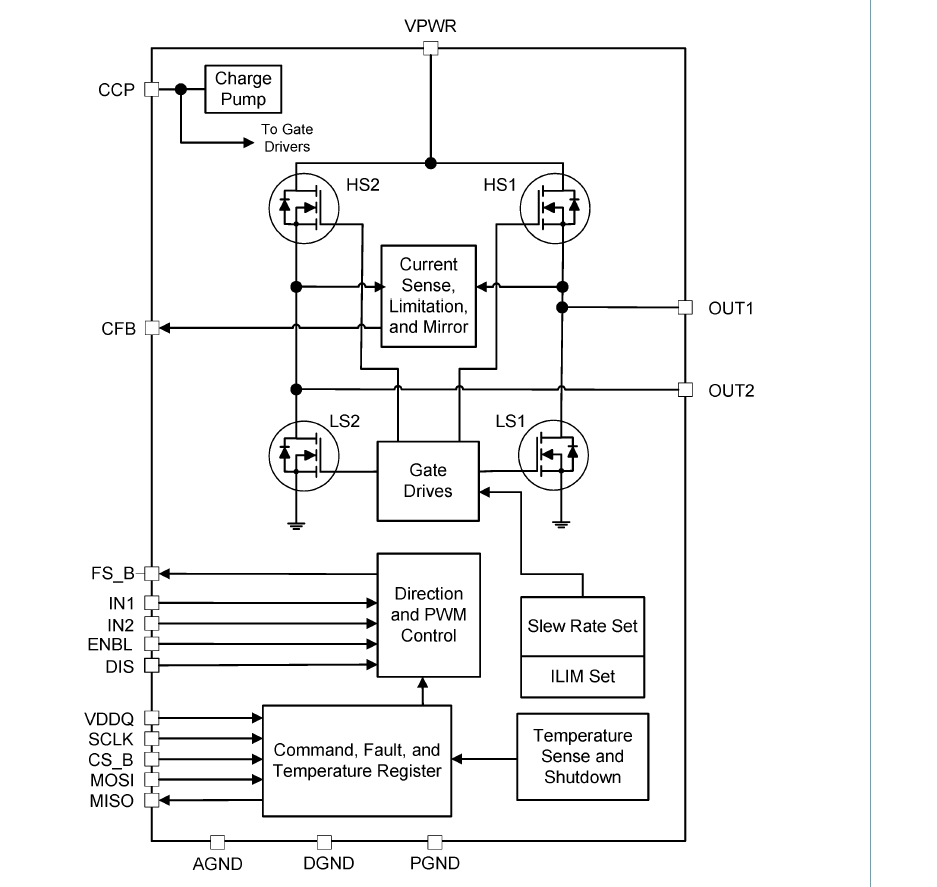 VPWR
CCP
Charge
Pump
To Gate
Drivers
HS2
HS1
Current
Sense,
Limitation,
and Mirror
OUT1
CFB
OUT2
LS2
LS1
Gate
Drives
FS_B
IN1
IN2
ENBL
DIS
Direction
and PWM
Control
Slew Rate Set
ILIM Set
VDDQ
SCLK
CS_B
MOSI
MISO
Command, Fault, and
Temperature Register
Temperature
Sense and
Shutdown
AGND
DGND
PGND